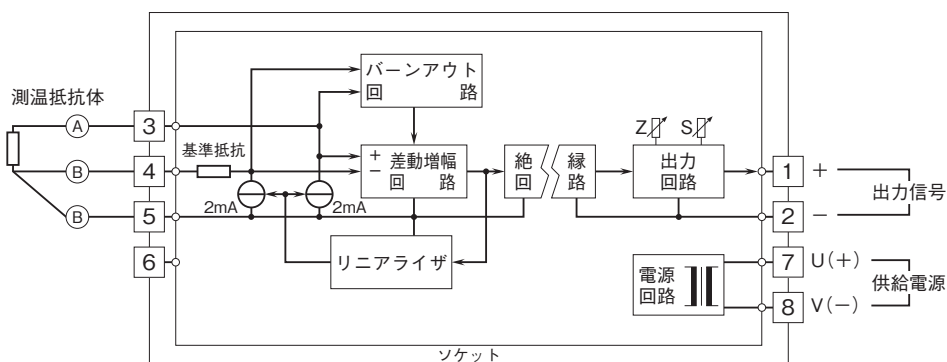 測温抵抗体
A
B
B
3
4
5
6
基準抵抗
2mA
2mA
バーンアウト
回 路
+
−
差動増幅
回 路
リニアライザ
絶 縁
回 路
Z
S
出力
回路
電源
回路
1
+
2
−
出力信号
7
U(+)
8
V(−)
供給電源
ソケット